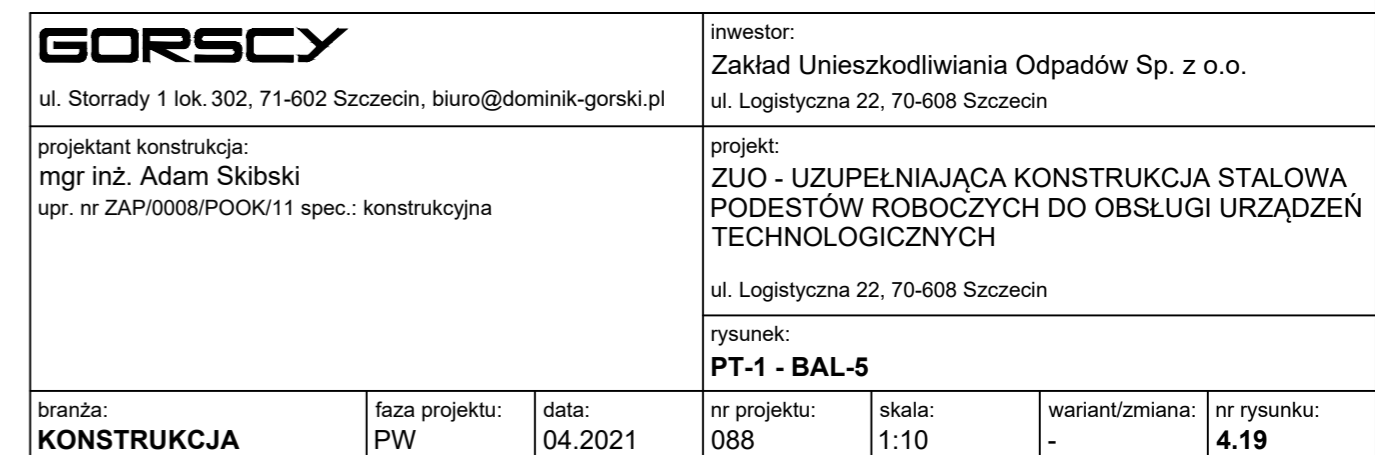 GORSCY
ul. Storrady 1 lok. 302, 71-602 Szczecin, biuro@dominik-gorski.pl
inwestor:
Zakład Unieszkodliwiania Odpadów Sp. z o.o.
ul. Logistyczna 22, 70-608 Szczecin
projektant konstrukcja:
mgr inż. Adam Skibski
upr. nr ZAP/0008/POOK/11 spec.: konstrukcyjna
projekt:
ZUO - UZUPEŁNIAJĄCA KONSTRUKCJA STALOWA
PODESTÓW ROBOCZYCH DO OBSŁUGI URZĄDZEŃ
TECHNOLOGICZNYCH
ul. Logistyczna 22, 70-608 Szczecin
rysunek:
PT-1 - BAL-5
branża:
KONSTRUKCJA
faza projektu:
PW
data:
04.2021
nr projektu:
088
skala:
1:10
wariant/zmiana:
-
nr rysunku:
4.19